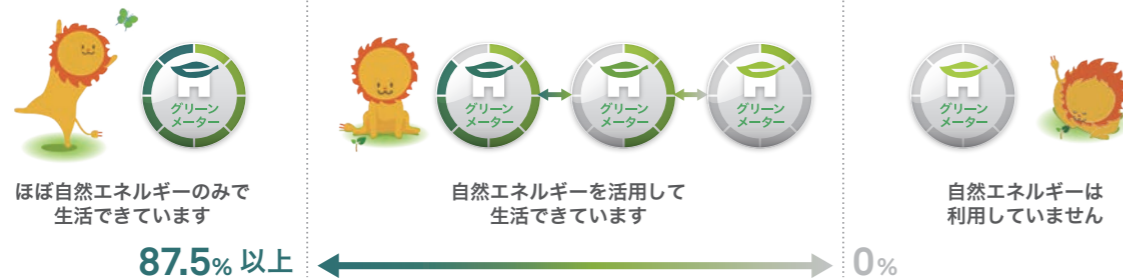 グリーン
メーター
グリーン
メーター
グリーン
メーター
グリーン
メーター
グリーン
メーター
ほぼ自然エネルギーのみで
生活できています
自然エネルギーを活用して
生活できています
自然エネルギーは
利用していません
87.5% 以上
0%